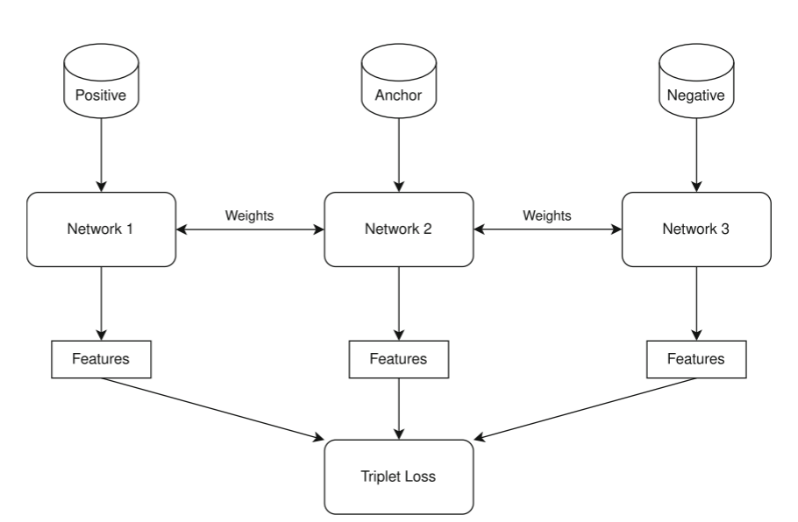 Positive
Anchor
Negative
Network 1
Weights
Network 2
Weights
Network 3
Features
Features
Features
Triplet Loss